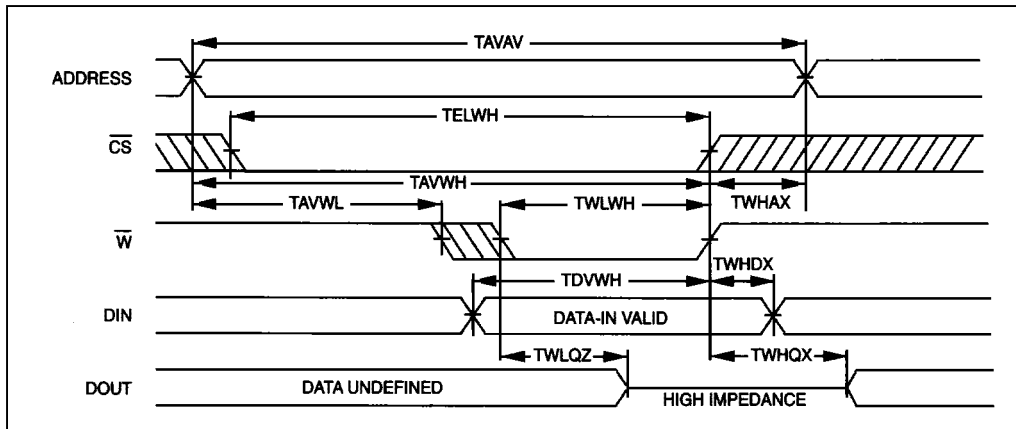 TAVAV
ADDRESS
TELWH
C̅S̅
TAVWH
TWHAX
TAVWL
TWLWH
W̅
TWHDX
TDVWH
DIN
DATA-IN VALID
TWLQZ
TWHQX
DOUT
DATA UNDEFINED
HIGH IMPEDANCE